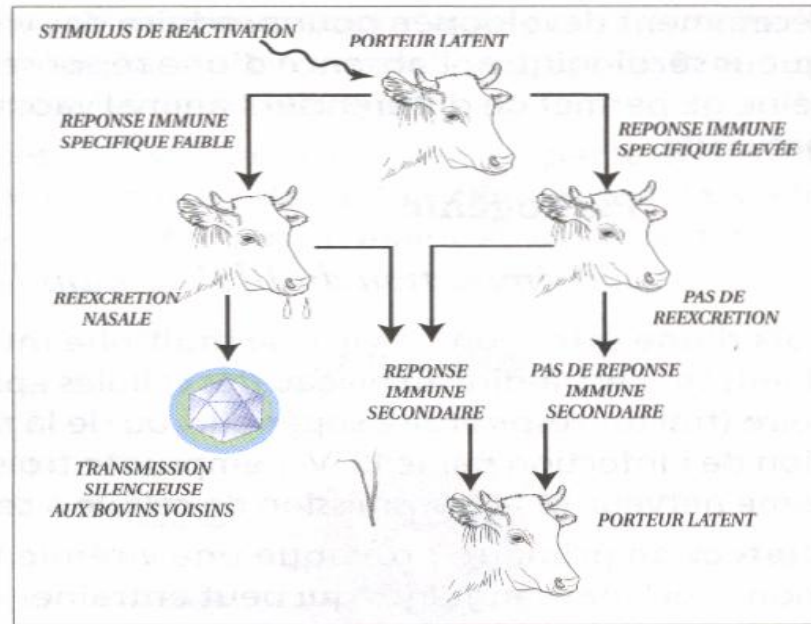 STIMULUS DE REACTIVATION
PORTEUR LATENT
REPONSE IMMUNE
SPECIFIQUE FAIBLE
REPONSE IMMUNE
SPECIFIQUE ÉLEVÉE
REEXCRETION
NASALE
PAS DE
REEXCRETION
REPONSE
IMMUNE
SECONDAIRE
PAS DE REPONSE
IMMUNE
SECONDAIRE
TRANSMISSION
SILENCIEUSE
AUX BOVINS VOISINS
PORTEUR LATENT